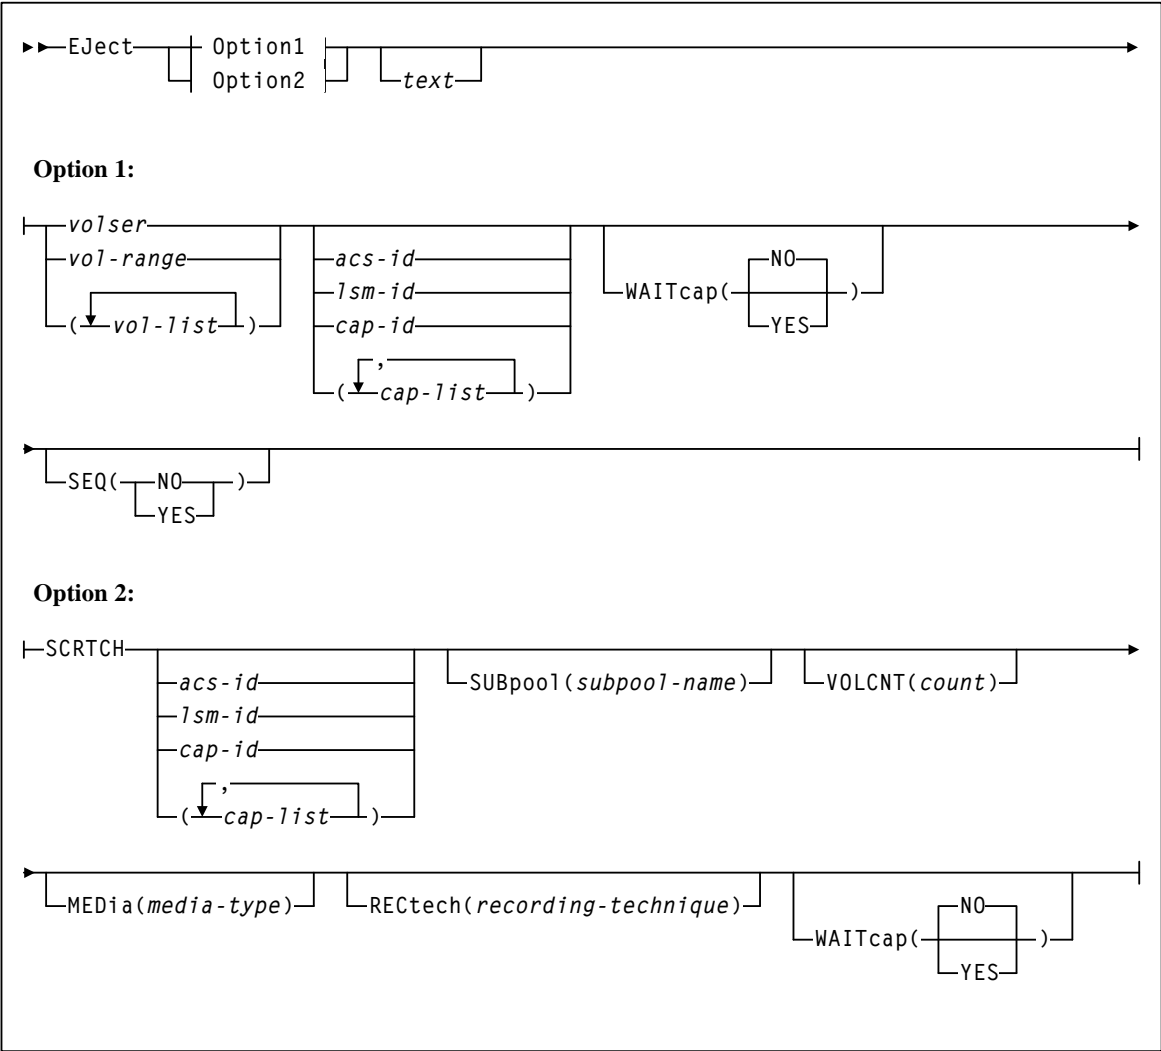 EJect Option1
Option2 text
Option 1:
volser
vol-range acs-id NO
lsm-id WAITcap( )
( vol-list ) cap-id YES
,
( cap-list )
SEQ( NO )
YES
Option 2:
SCRTCH
acs-id SUBpool(subpool-name) VOLCNT(count)
lsm-id
cap-id
,
( cap-list )
MEDia(media-type) RECtech(recording-technique) NO
WAITcap( )
YES